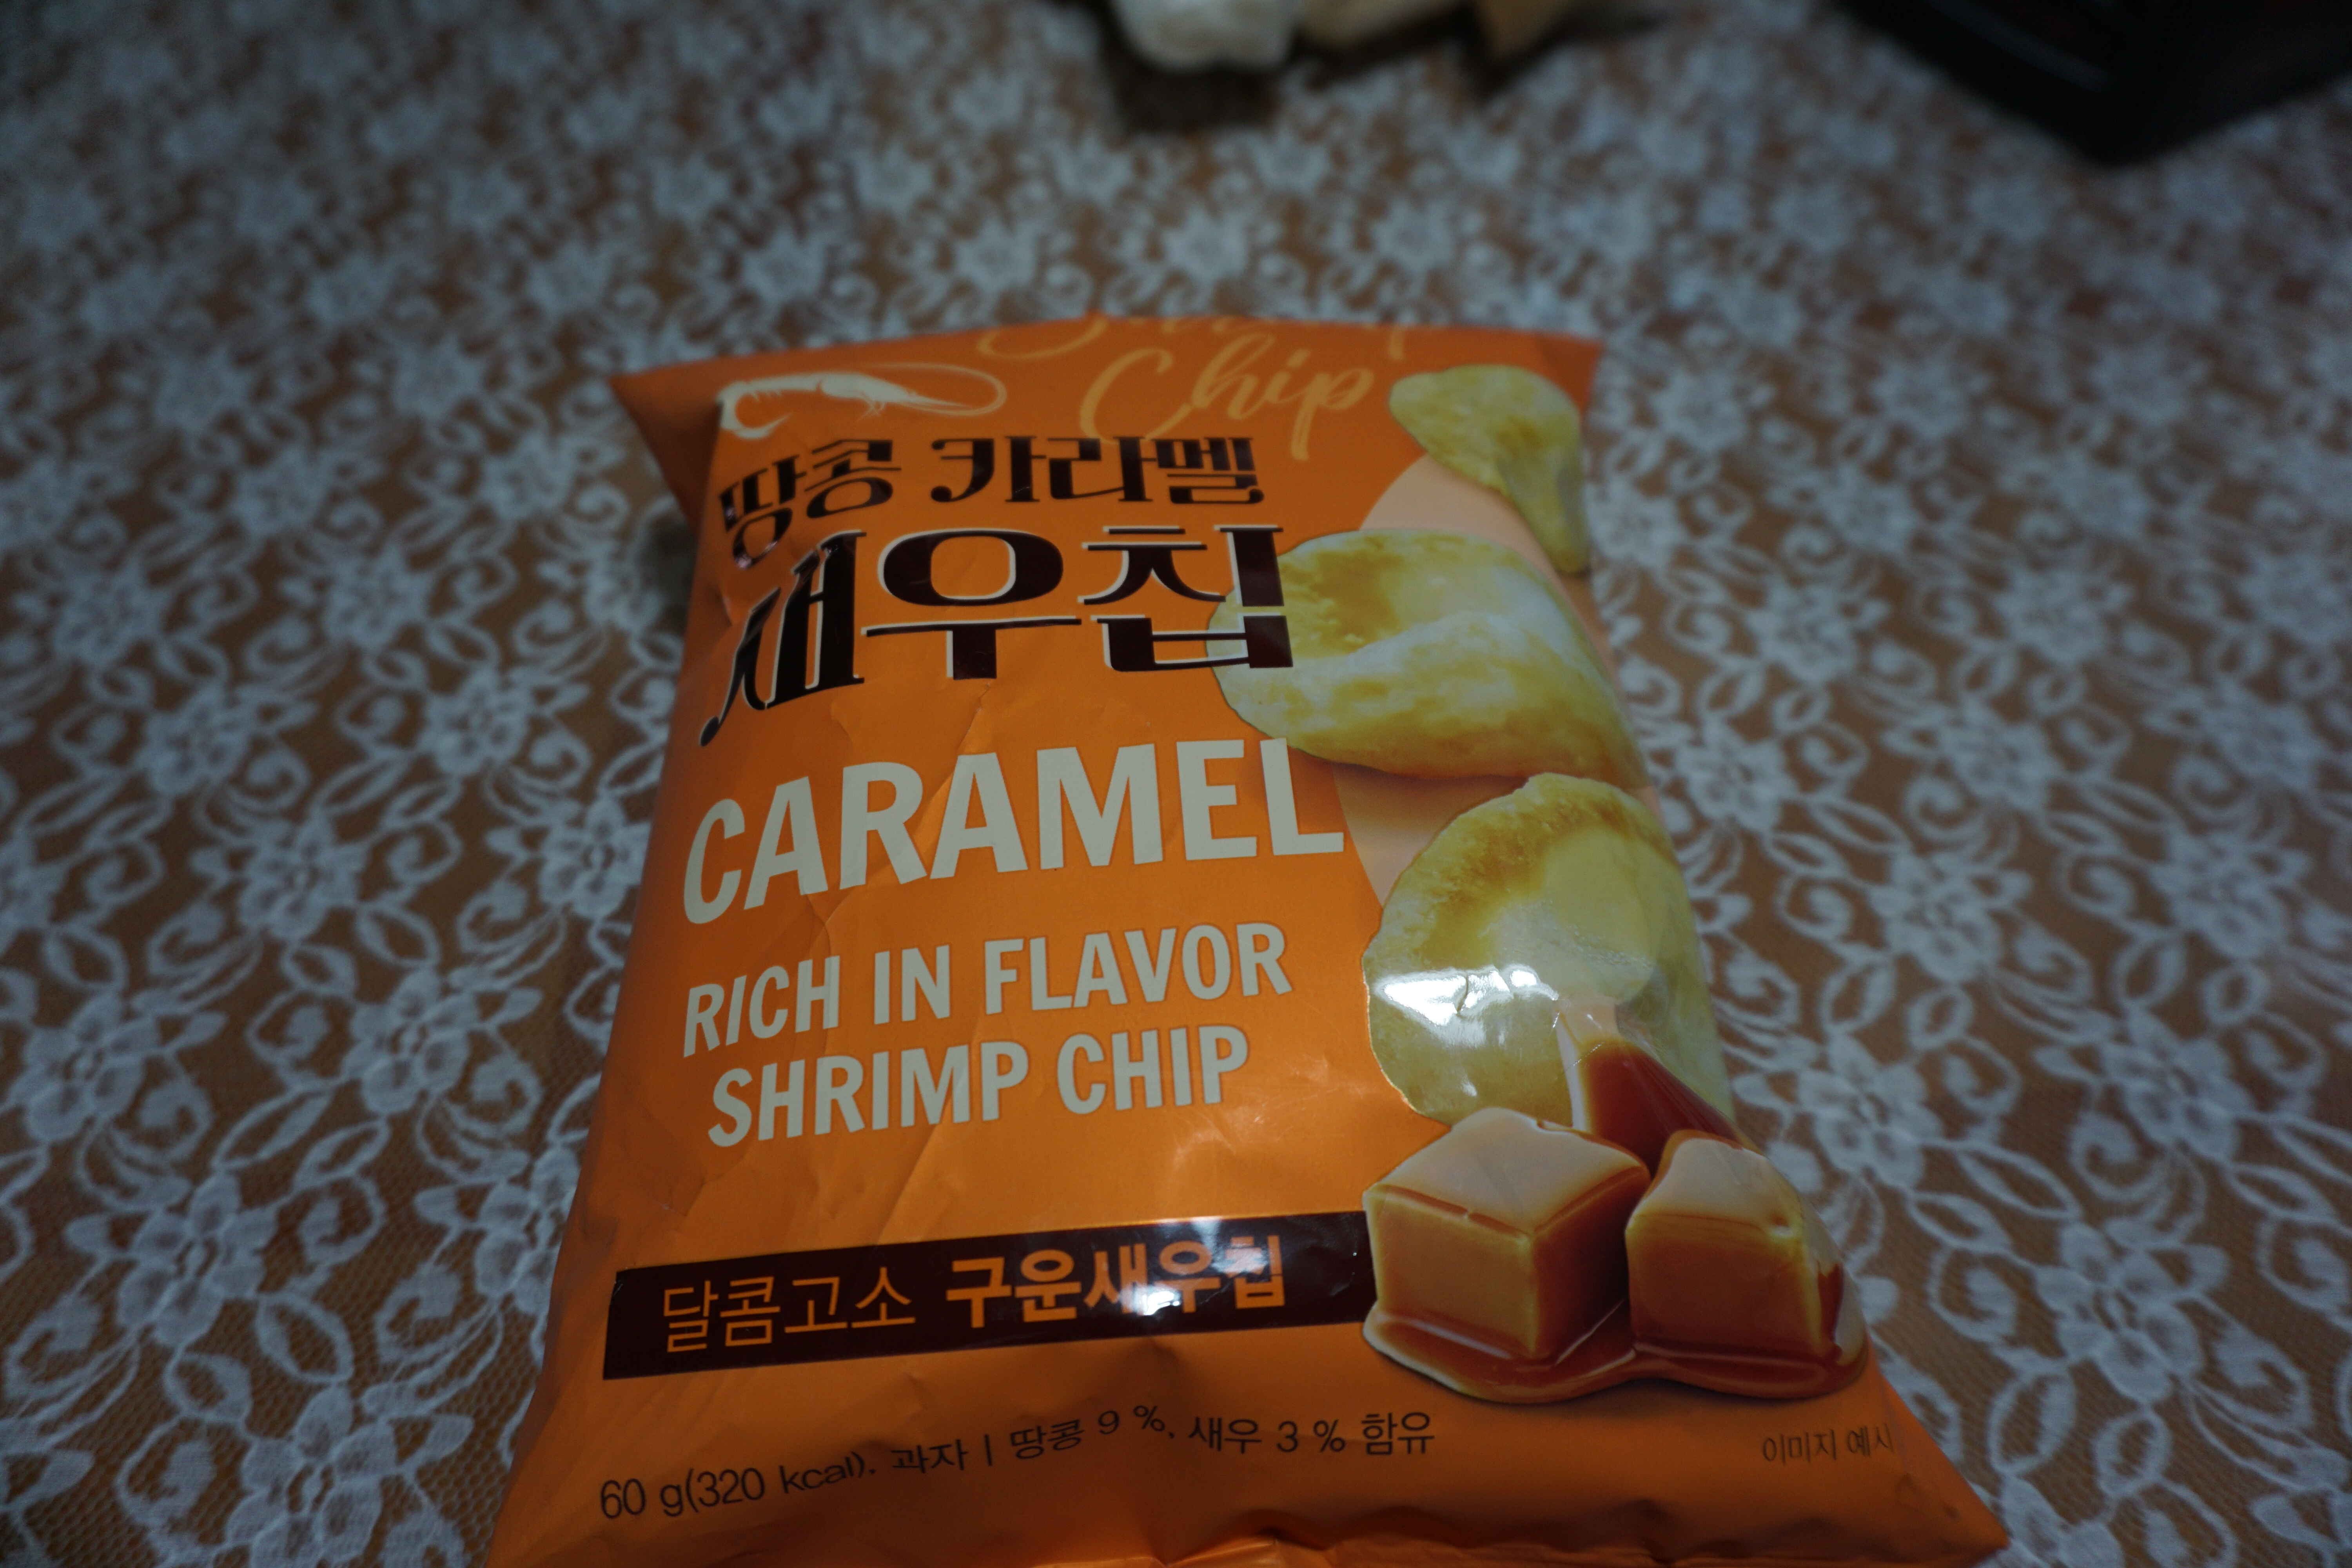 Chip
땅콩 카라멜
새우칩
CARAMEL
RICH IN FLAVOR
SHRIMP CHIP
달콤고소 구운새우칩
60 g(320 kcal). 과자 | 땅콩 9 %, 새우 3 % 함유
이미지 예시